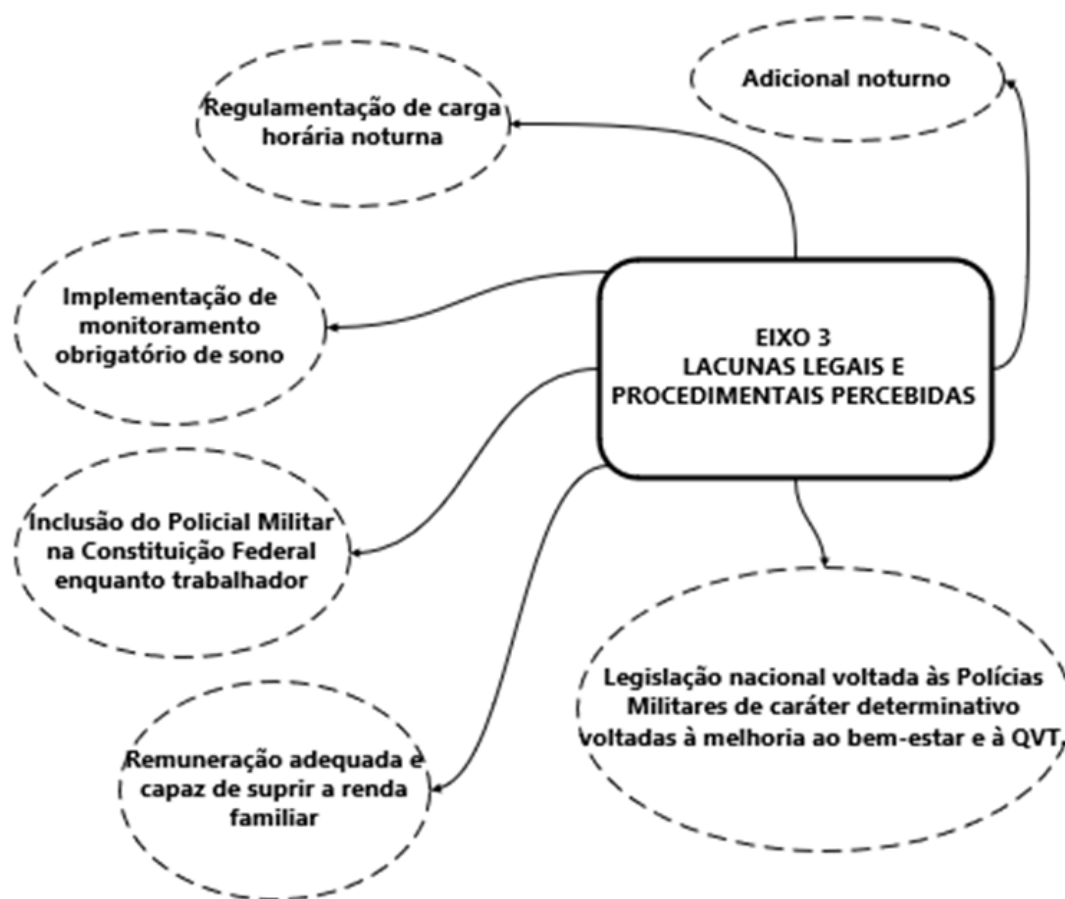 Adicional noturno
Regulamentação de carga
horária noturna
Implementação de
monitoramento
obrigatório de sono
EIXO 3
LACUNAS LEGAIS E
PROCEDIMENTAIS PERCEBIDAS
Inclusão do Policial Militar
na Constituição Federal
enquanto trabalhador
Legislação nacional voltada às Polícias
Militares de caráter determinativo
voltadas à melhoria ao bem-estar e à QVT.
Remuneração adequada e
capaz de suprir a renda
familiar